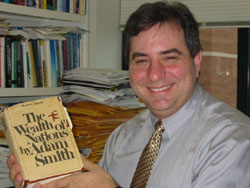 The
Wealth of
Nations
by Adam
Smith